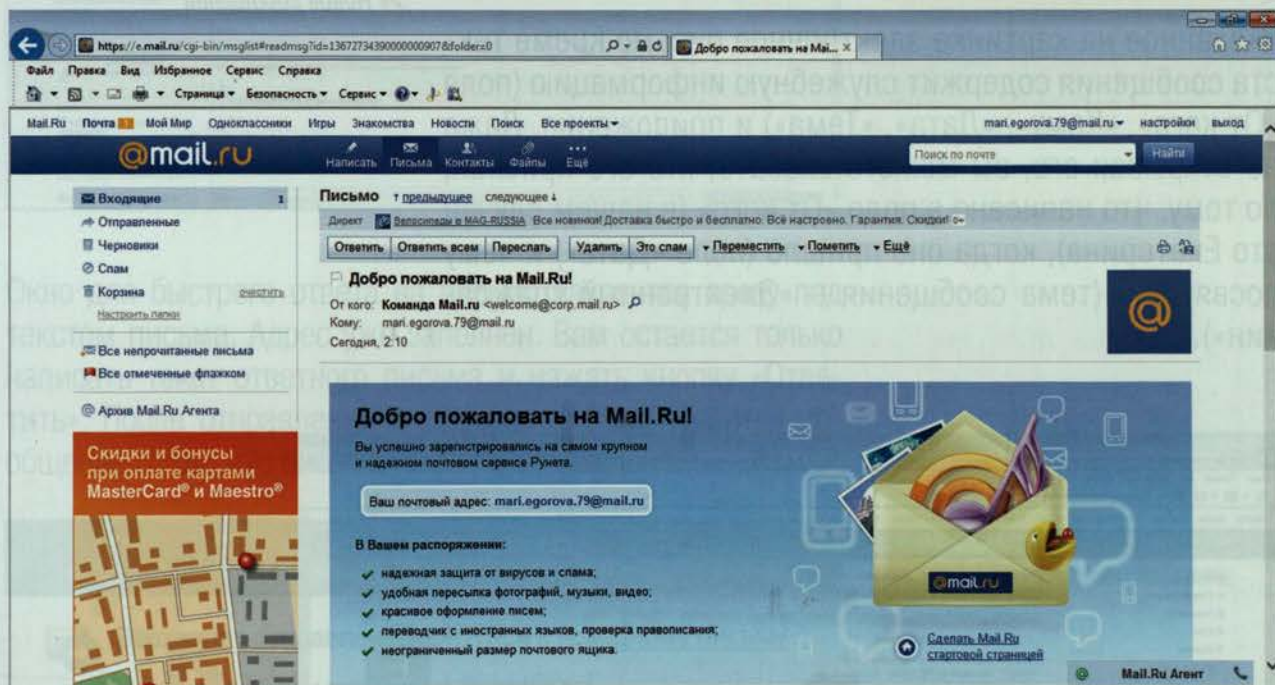 https://e.mail.ru/cgi-bin/msglist#readmsg?id=13672734390000000907&folder=0
Добро пожаловать на Mai... ×
Файл Правка Вид Избранное Сервис Справка
Страница Безопасность Сервис
Mail.Ru Почта Мой Мир Одноклассники Игры Знакомства Новости Поиск Все проекты
mari.egorova.79@mail.ru настройки выход
@mail.ru
Написать Письма Контакты Файлы Ещё
Поиск по почте Найти
Входящие 1
Отправленные
Черновики
Спам
Корзина очистить
Настроить папки
Все непрочитанные письма
Все отмеченные флажком
Архив Mail.Ru Агента
Скидки и бонусы
при оплате картами
MasterCard® и Maestro®
Письмо ↑ предыдущее следующее ↓
Директ Велосипеды в MAG-RUSSIA Все новинки! Доставка быстро и бесплатно. Все настроено. Гарантия. Скидки!
Ответить Ответить всем Переслать Удалить Это спам Переместить Пометить Ещё
Добро пожаловать на Mail.Ru!
От кого: Команда Mail.ru <welcome@corp.mail.ru>
Кому: mari.egorova.79@mail.ru
Сегодня, 2:10
Добро пожаловать на Mail.Ru!
Вы успешно зарегистрировались на самом крупном
и надежном почтовом сервисе Рунета.
Ваш почтовый адрес: mari.egorova.79@mail.ru
В Вашем распоряжении:
✔ надежная защита от вирусов и спама;
✔ удобная пересылка фотографий, музыки, видео;
✔ красивое оформление писем;
✔ переводчик с иностранных языков, проверка правописания;
✔ неограниченный размер почтового ящика.
@mail.ru
Сделать Mail.Ru
стартовой страницей
Mail.Ru Агент